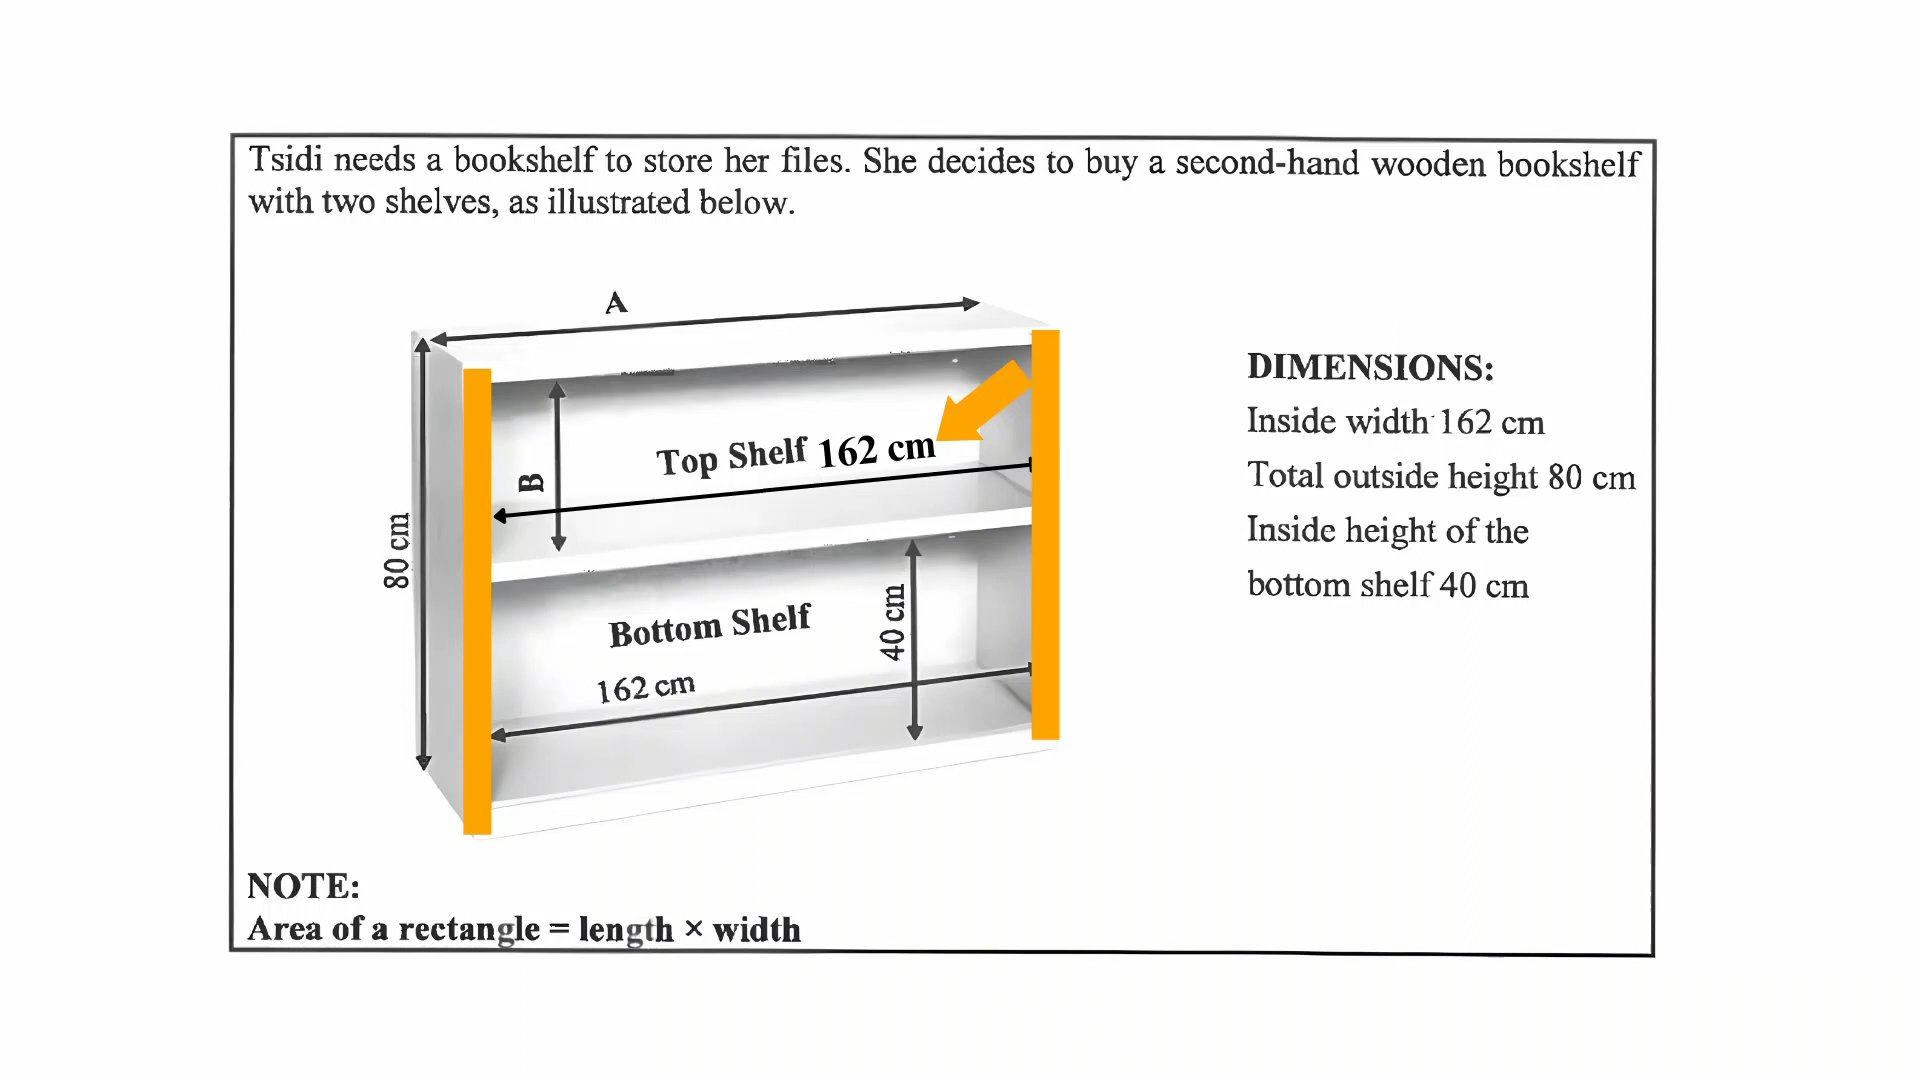 Tsidi needs a bookshelf to store her files. She decides to buy a second-hand wooden bookshelf
with two shelves, as illustrated below.
A
B
Top Shelf 162 cm
80 cm
Bottom Shelf
40 cm
162 cm
DIMENSIONS:
Inside width 162 cm
Total outside height 80 cm
Inside height of the
bottom shelf 40 cm
NOTE:
Area of a rectangle = length × width